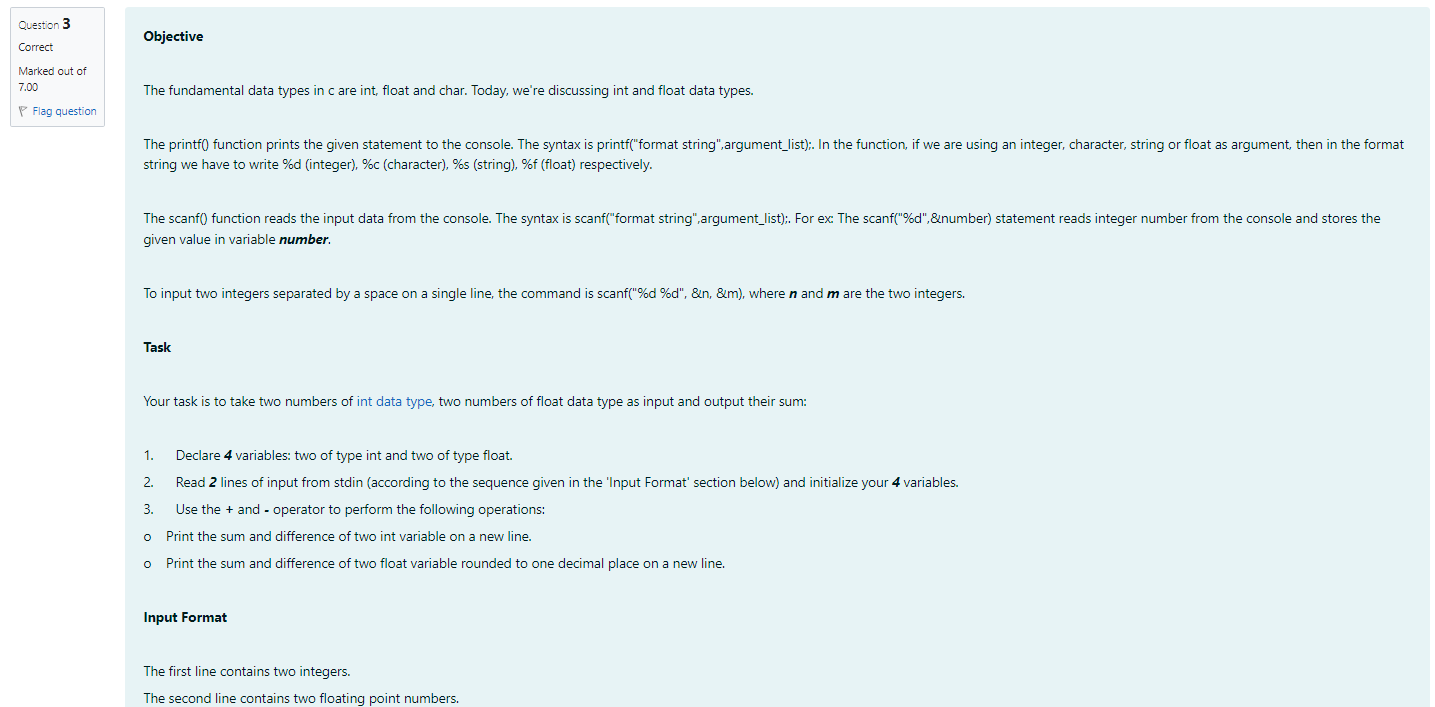 Question 3
Correct
Marked out of
7.00
Flag question
Objective
The fundamental data types in c are int, float and char. Today, we're discussing int and float data types.
The printf() function prints the given statement to the console. The syntax is printf("format string",argument_list);. In the function, if we are using an integer, character, string or float as argument, then in the format
string we have to write %d (integer), %c (character), %s (string), %f (float) respectively.
The scanf() function reads the input data from the console. The syntax is scanf("format string",argument_list);. For ex: The scanf("%d",&number) statement reads integer number from the console and stores the
given value in variable number.
To input two integers separated by a space on a single line, the command is scanf("%d %d", &n, &m), where n and m are the two integers.
Task
Your task is to take two numbers of int data type, two numbers of float data type as input and output their sum:
1. Declare 4 variables: two of type int and two of type float.
2. Read 2 lines of input from stdin (according to the sequence given in the 'Input Format' section below) and initialize your 4 variables.
3. Use the + and - operator to perform the following operations:
o Print the sum and difference of two int variable on a new line.
o Print the sum and difference of two float variable rounded to one decimal place on a new line.
Input Format
The first line contains two integers.
The second line contains two floating point numbers.